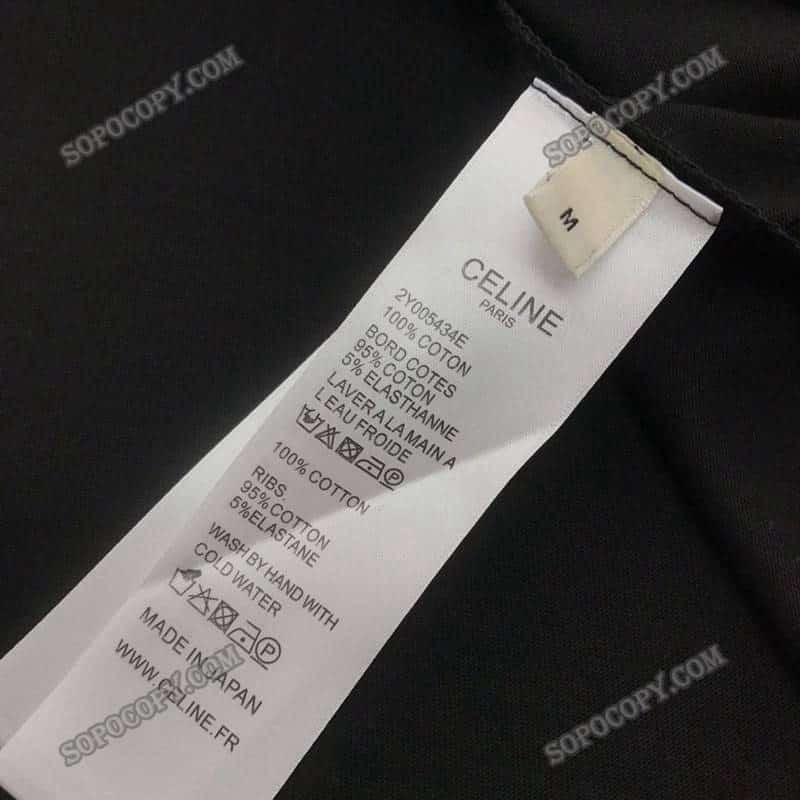 SOPOCOPY.COM
SOPOCOPY.COM
M
CELINE
PARIS
2Y005434E
100% COTON
BORD COTES
95% COTON
5% ELASTHANNE
LAVER A LA MAIN A
L EAU FROIDE
100% COTTON
RIBS.
95% COTTON
5%ELASTANE
WASH BY HAND WITH
COLD WATER
MADE IN JAPAN
WWW.CELINE.FR
SOPOCOPY.COM
SOPOCOPY.COM